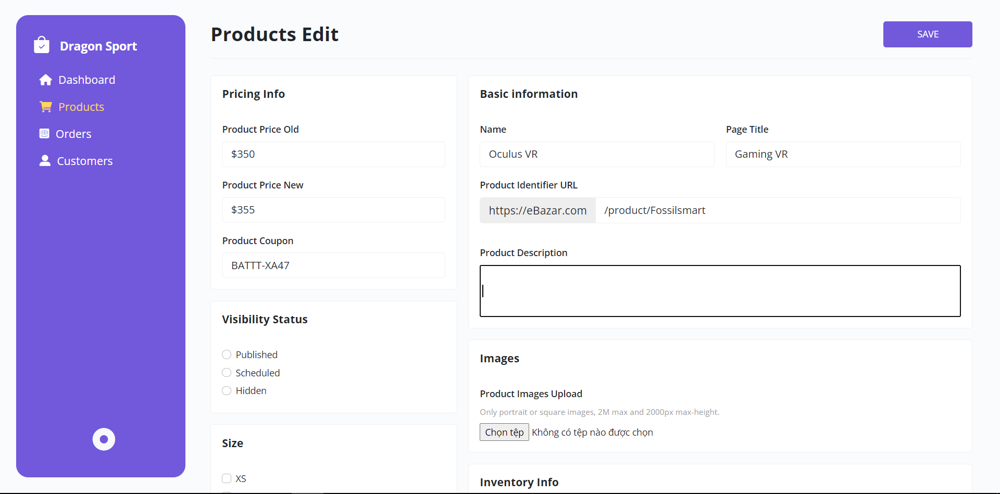 Dragon Sport
Dashboard
Products
Orders
Customers
Products Edit
SAVE
Pricing Info
Product Price Old
$350
Product Price New
$355
Product Coupon
BATTT-XA47
Visibility Status
Published
Scheduled
Hidden
Size
XS
Basic information
Name
Page Title
Oculus VR
Gaming VR
Product Identifier URL
https://eBazar.com /product/Fossilsmart
Product Description
Images
Product Images Upload
Only portrait or square images, 2M max and 2000px max-height.
Chọn tệp Không có tệp nào được chọn
Inventory Info